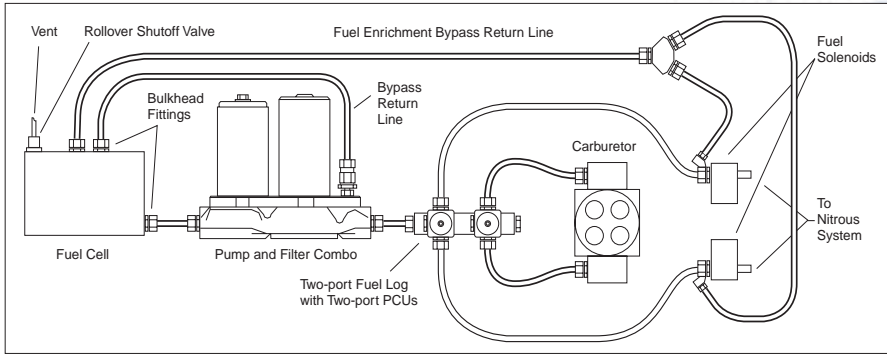 Vent
Rollover Shutoff Valve
Fuel Enrichment Bypass Return Line
Fuel
Solenoids
Bulkhead
Fittings
Bypass
Return
Line
Carburetor
To
Nitrous
System
Fuel Cell
Pump and Filter Combo
Two-port Fuel Log
with Two-port PCUs